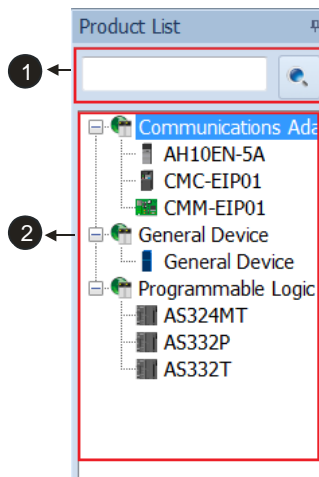 Product List
1
Communications Ada
AH10EN-5A
CMC-EIP01
CMM-EIP01
2
General Device
General Device
Programmable Logic
AS324MT
AS332P
AS332T